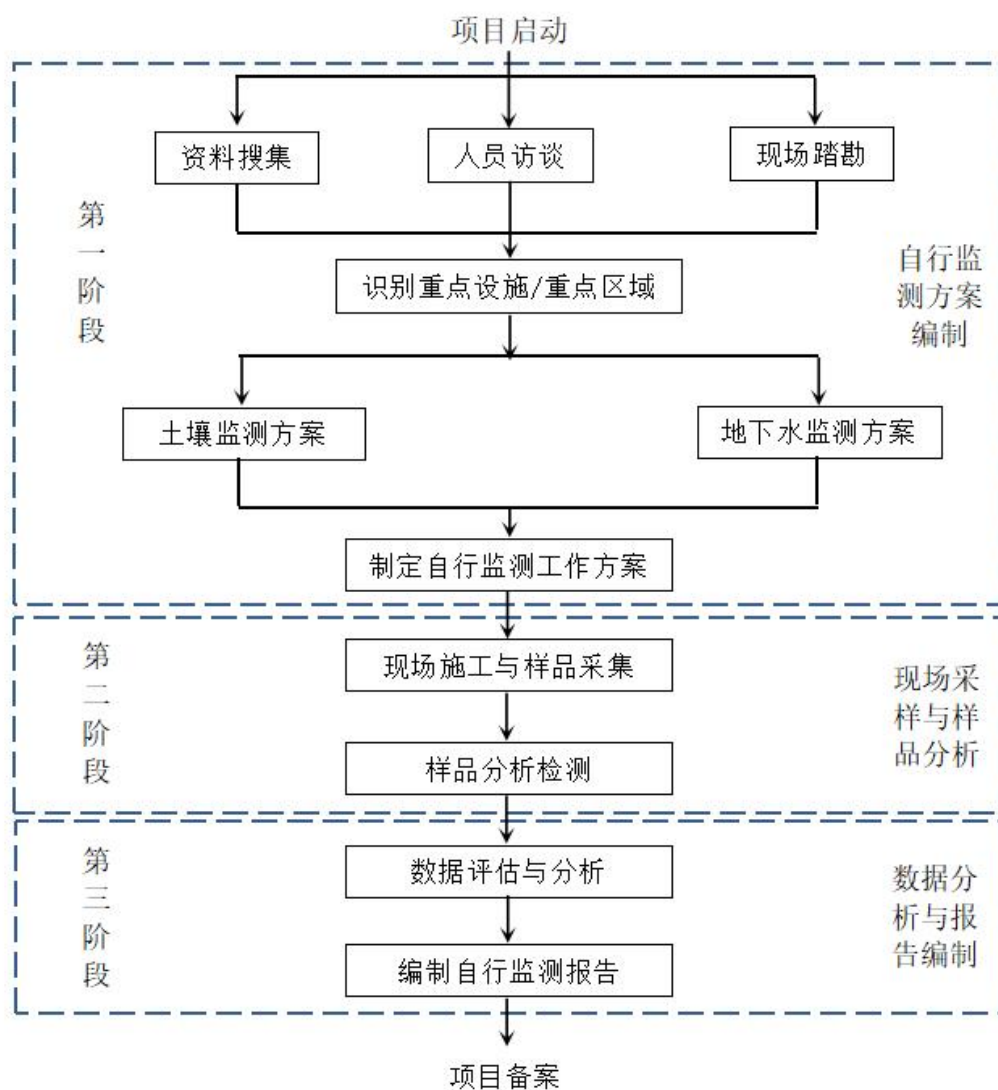 项目启动
资料搜集
人员访谈
现场踏勘
第
一
阶
段
识别重点设施/重点区域
自行监
测方案
编制
土壤监测方案
地下水监测方案
制定自行监测工作方案
第
二
阶
段
现场施工与样品采集
样品分析检测
现场采
样与样
品分析
第
三
阶
段
数据评估与分析
编制自行监测报告
数据分
析与报
告编制
项目备案